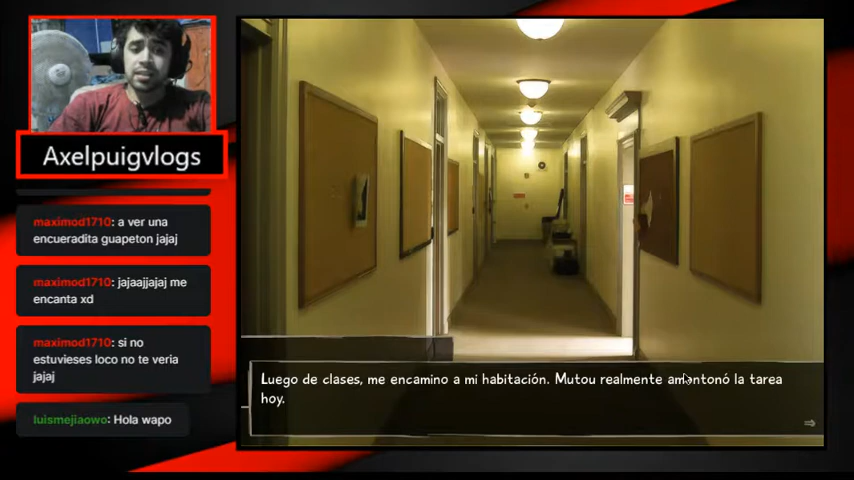 Axelpuigvlogs
maximod1710: a ver una
encueradita guapeton jajaj
maximod1710: jajaajjajaj me
encanta xd
maximod1710: si no
estuvieses loco no te veria
jajaj
luismejiaowo: Hola wapo
Luego de clases, me encamino a mi habitación. Mutou realmente amontonó la tarea
hoy.